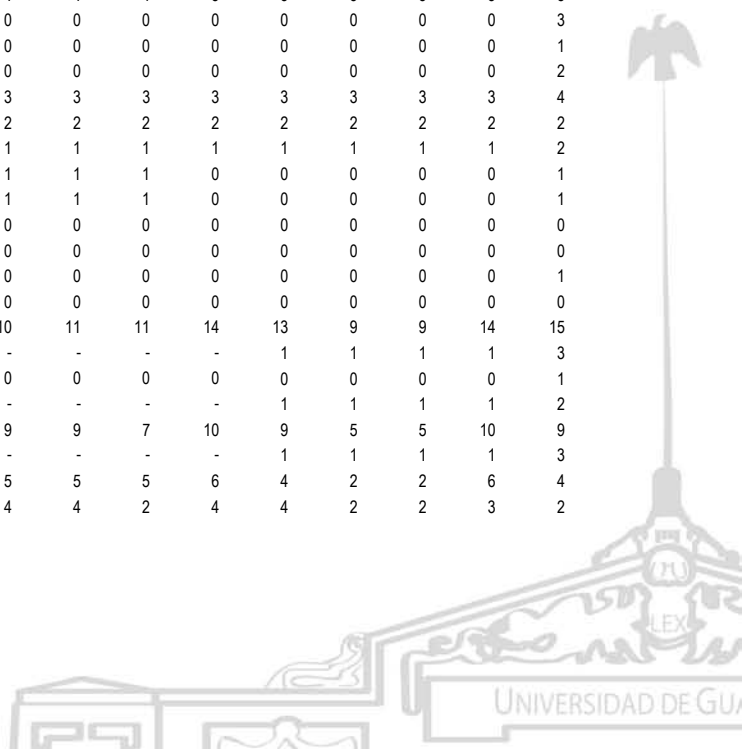 0 0 0 0 0 0 0 0 3
0 0 0 0 0 0 0 0 1
0 0 0 0 0 0 0 0 2
3 3 3 3 3 3 3 3 4
2 2 2 2 2 2 2 2 2
1 1 1 1 1 1 1 1 2
1 1 1 0 0 0 0 0 1
1 1 1 0 0 0 0 0 1
0 0 0 0 0 0 0 0 0
0 0 0 0 0 0 0 0 0
0 0 0 0 0 0 0 0 1
0 0 0 0 0 0 0 0 0
10 11 11 14 13 9 9 14 15
- - - - 1 1 1 1 3
0 0 0 0 0 0 0 0 1
- - - - 1 1 1 1 2
9 9 7 10 9 5 5 10 9
- - - - 1 1 1 1 3
5 5 5 6 4 2 2 6 4
4 4 2 4 4 2 2 3 2
LEX
UNIVERSIDAD DE GUA